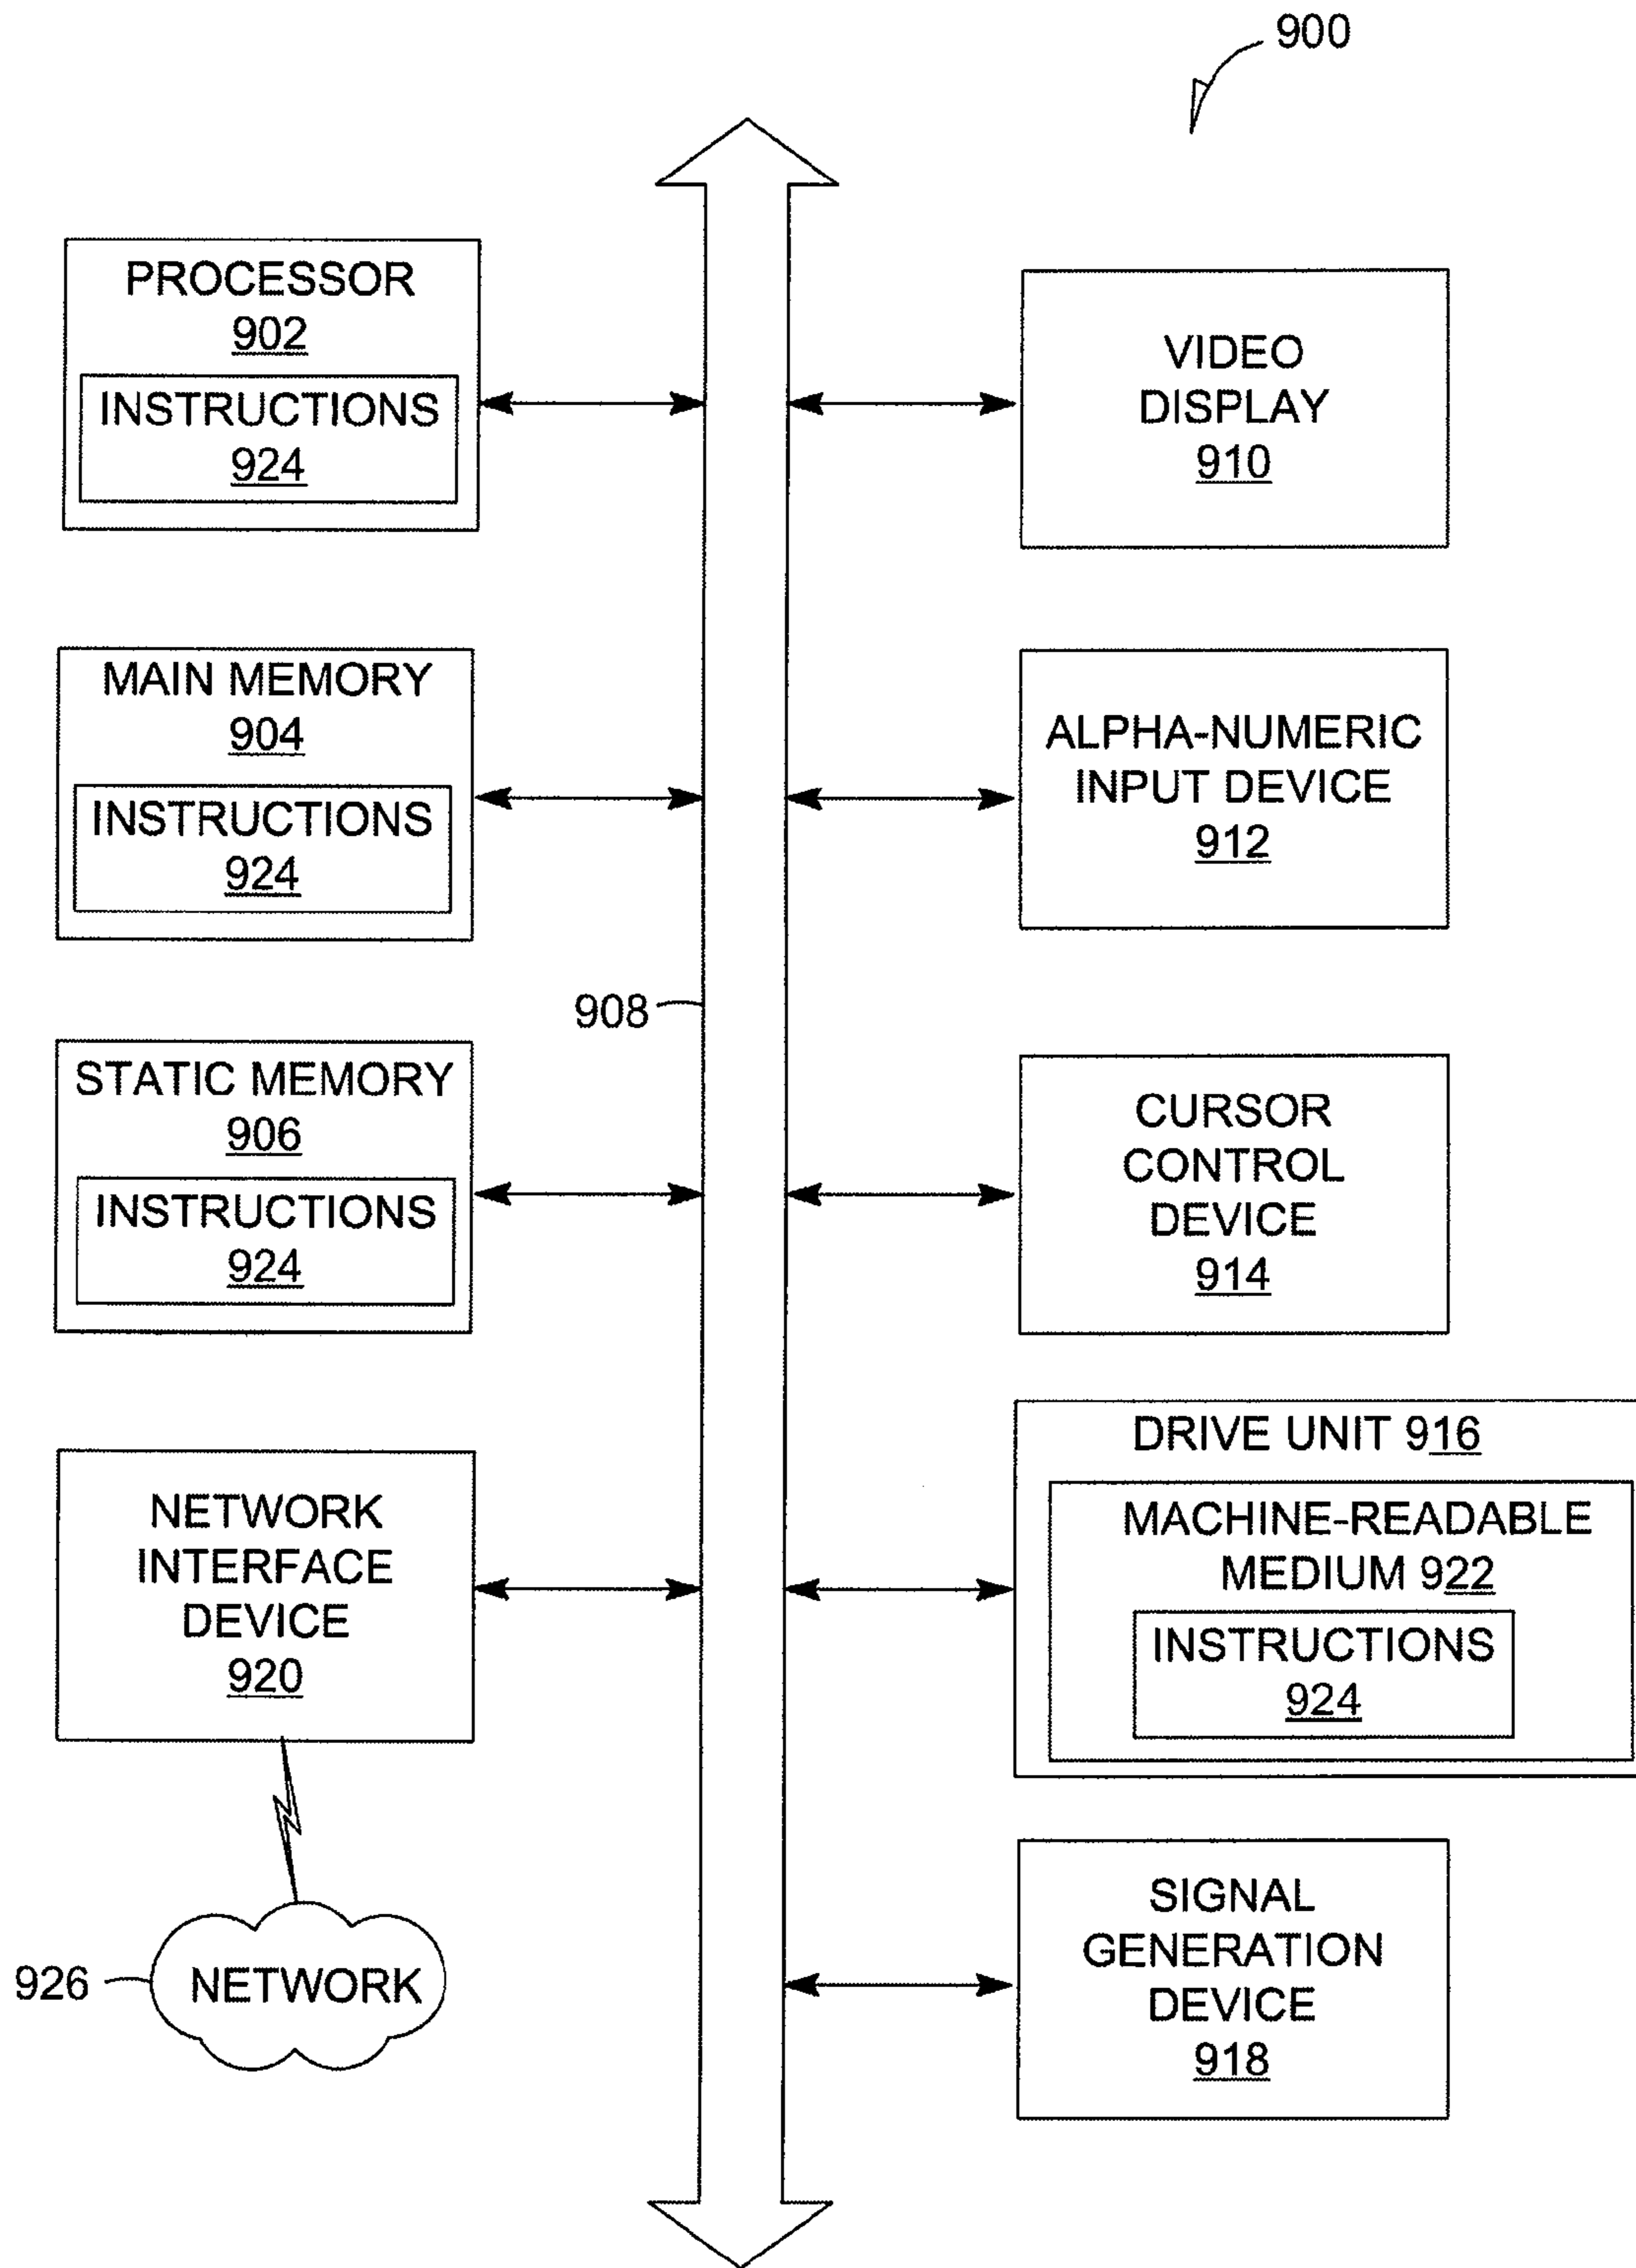 900
PROCESSOR
902
INSTRUCTIONS
924
MAIN MEMORY
904
INSTRUCTIONS
924
908
STATIC MEMORY
906
INSTRUCTIONS
924
NETWORK
INTERFACE
DEVICE
920
926
NETWORK
VIDEO
DISPLAY
910
ALPHA-NUMERIC
INPUT DEVICE
912
CURSOR
CONTROL
DEVICE
914
DRIVE UNIT 916
MACHINE-READABLE
MEDIUM 922
INSTRUCTIONS
924
SIGNAL
GENERATION
DEVICE
918